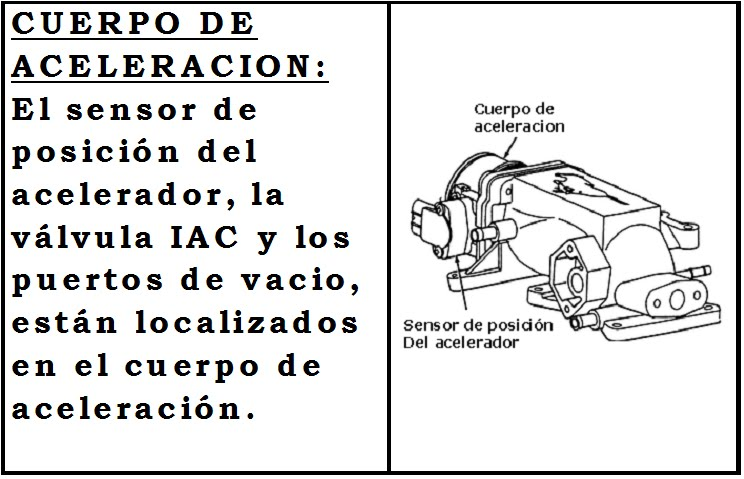 CUERPO DE
ACELERACION:
El sensor de
posición del
acelerador, la
válvula IAC y los
puertos de vacio,
están localizados
en el cuerpo de
aceleración.
Cuerpo de
aceleracion
Sensor de posición
Del acelerador